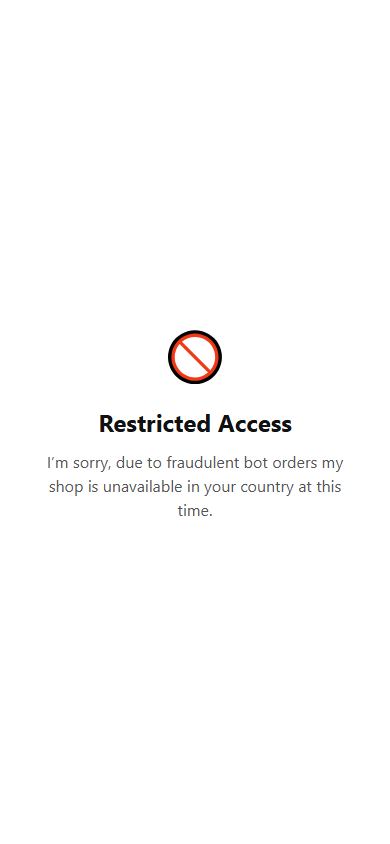 Restricted Access
I'm sorry, due to fraudulent bot orders my
shop is unavailable in your country at this
time.